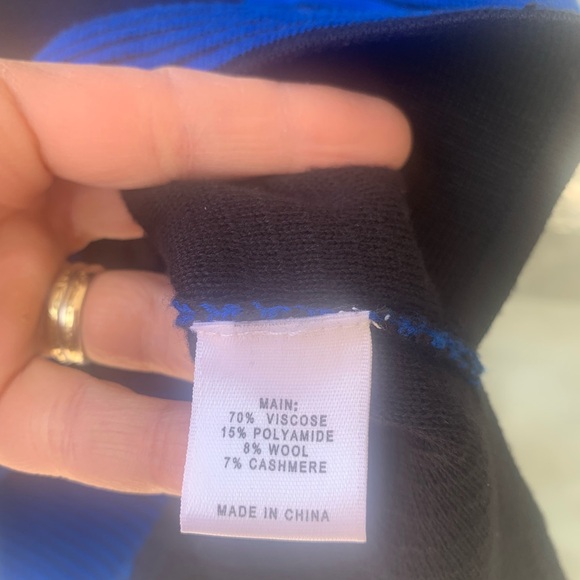 MAIN:
70% VISCOSE
15% POLYAMIDE
8% WOOL
7% CASHMERE
MADE IN CHINA